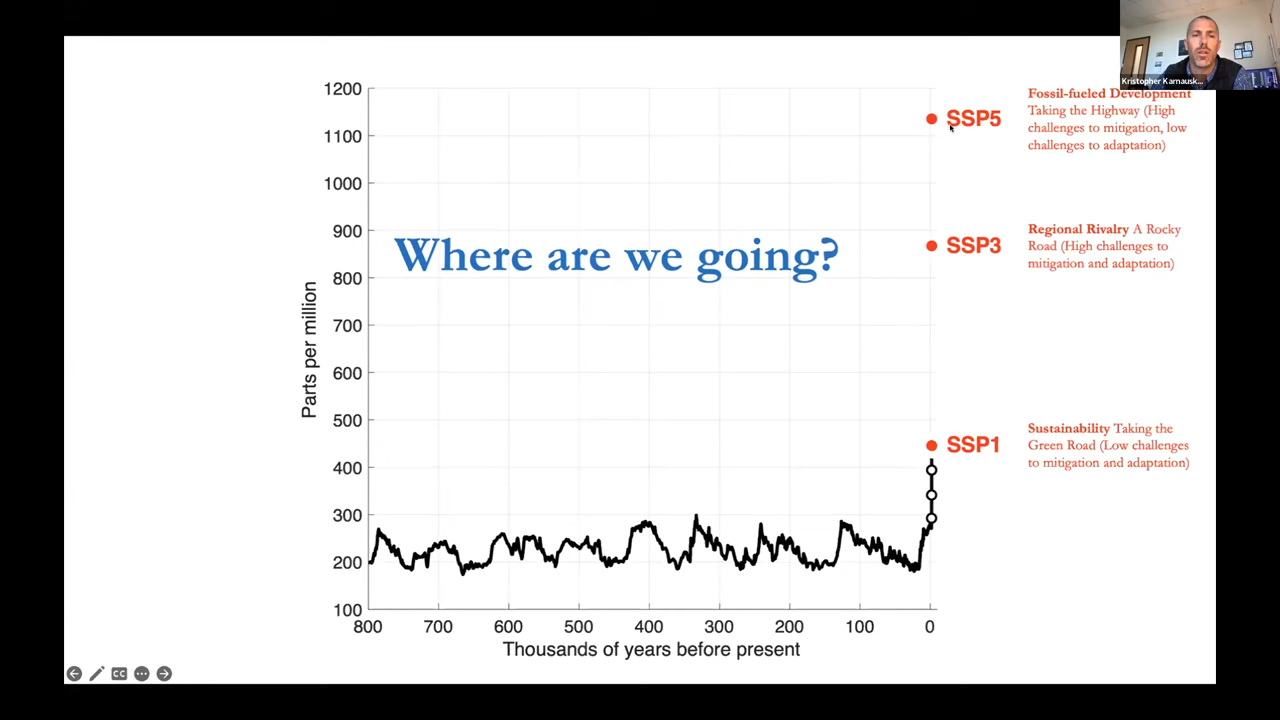 Kristopher Karnausk...
1200
1100
1000
900
800
700
600
500
400
300
200
100
Parts per million
Where are we going?
SSP5
Fossil-fueled Development
Taking the Highway (High
challenges to mitigation, low
challenges to adaptation)
SSP3
Regional Rivalry A Rocky
Road (High challenges to
mitigation and adaptation)
SSP1
Sustainability Taking the
Green Road (Low challenges
to mitigation and adaptation)
800 700 600 500 400 300 200 100 0
Thousands of years before present
CC